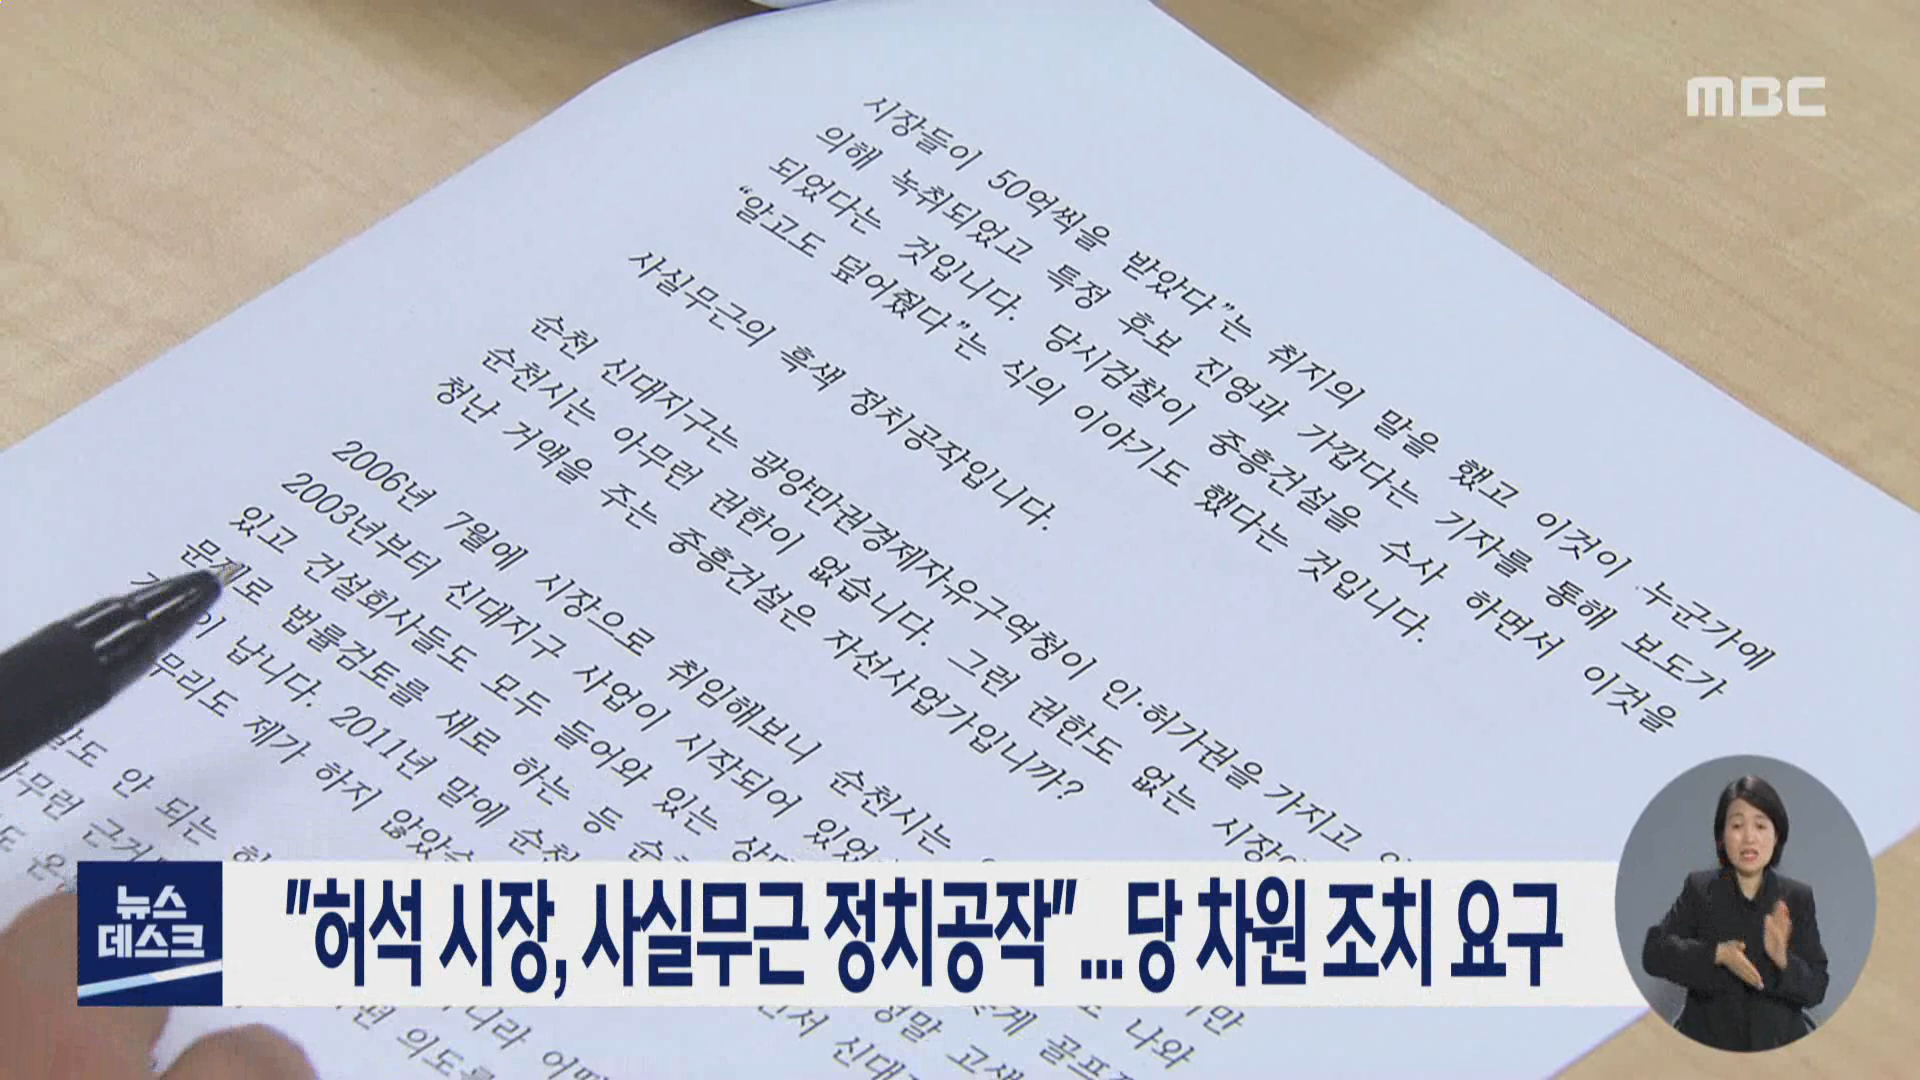 MBC
시장들이 50억씩을 받았다”는 취지의 말을 했고 이것이 누군가에
의해 녹취되었고 특정 후보 진영과 가깝다는 기자를 통해 보도가
되었다는 것입니다. 당시검찰이 중흥건설을 수사 하면서 이것을
“알고도 덮어줬다”는 식의 이야기도 했다는 것입니다.
사실무근의 흑색 정치공작입니다.
순천 신대지구는 광양만권경제자유구역청이 인·허가권을 가지고
순천시는 아무런 권한이 없습니다. 그런 권한도 없는
청난 거액을 주는 중흥건설은 자선사업가입니까?
2006년 7월에 시장으로 취임해보니 순천시는
2003년부터 신대지구 사업이 시작되어
있고 건설회사들도 모두 들어와 있는
문제로 법률검토를 새로 하는 등
이 납니다. 2011년 말에
무리도 제가 하지
안 되는
뉴스
데스크
"허석 시장, 사실무근 정치공작"...당 차원 조치 요구
나와
정말
의도를